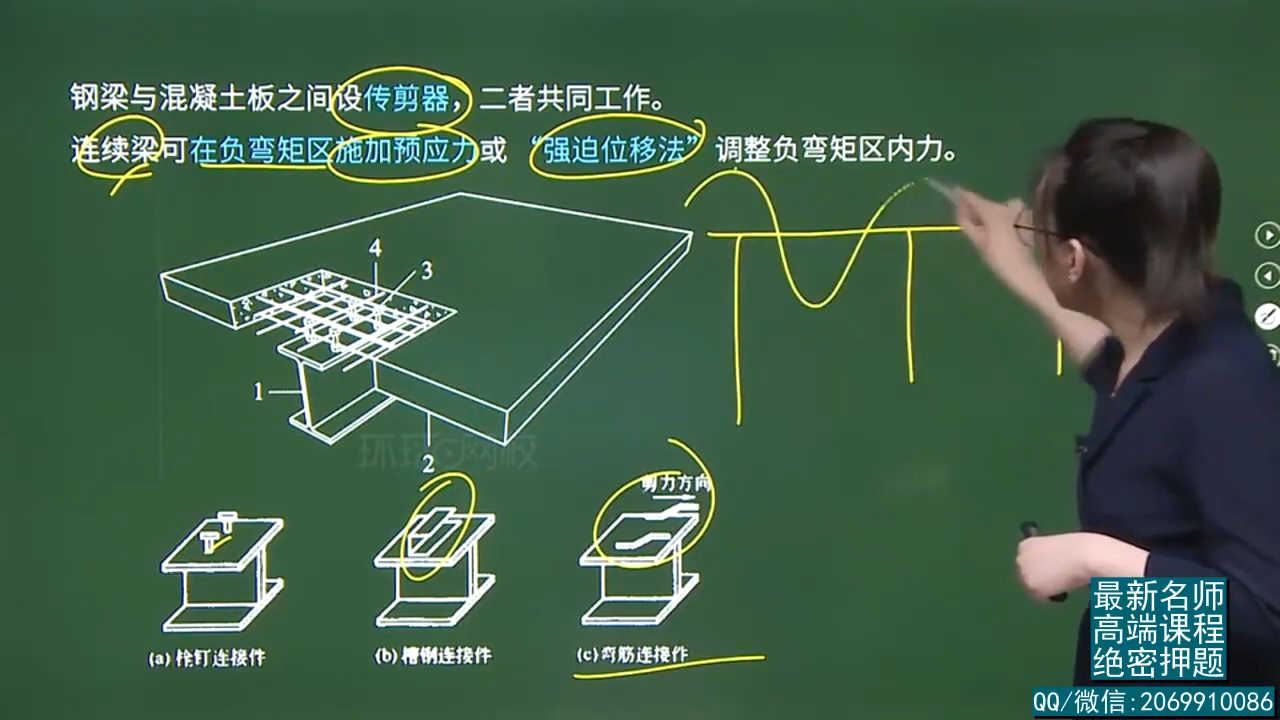 钢梁与混凝土板之间设传剪器，二者共同工作。
连续梁可在负弯矩区施加预应力或“强迫位移法”调整负弯矩区内力。
4
3
1
2
环球网校
剪力方向
(a)栓钉连接件
(b)槽钢连接件
(c)弯筋连接件
最新名师
高端课程
绝密押题
QQ/微信:2069910086